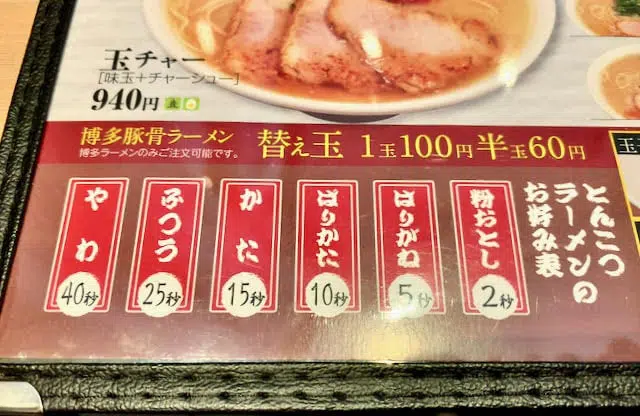 玉チャー
[味玉+チャーシュー]
940円
博多豚骨ラーメン
博多ラーメンのみご注文可能です。
替え玉 1玉100円 半玉60円
とんこつ
ラーメンの
お好み表
粉おとし
2秒
はりがね
5秒
ばりかた
10秒
かた
15秒
ふつう
25秒
やわ
40秒